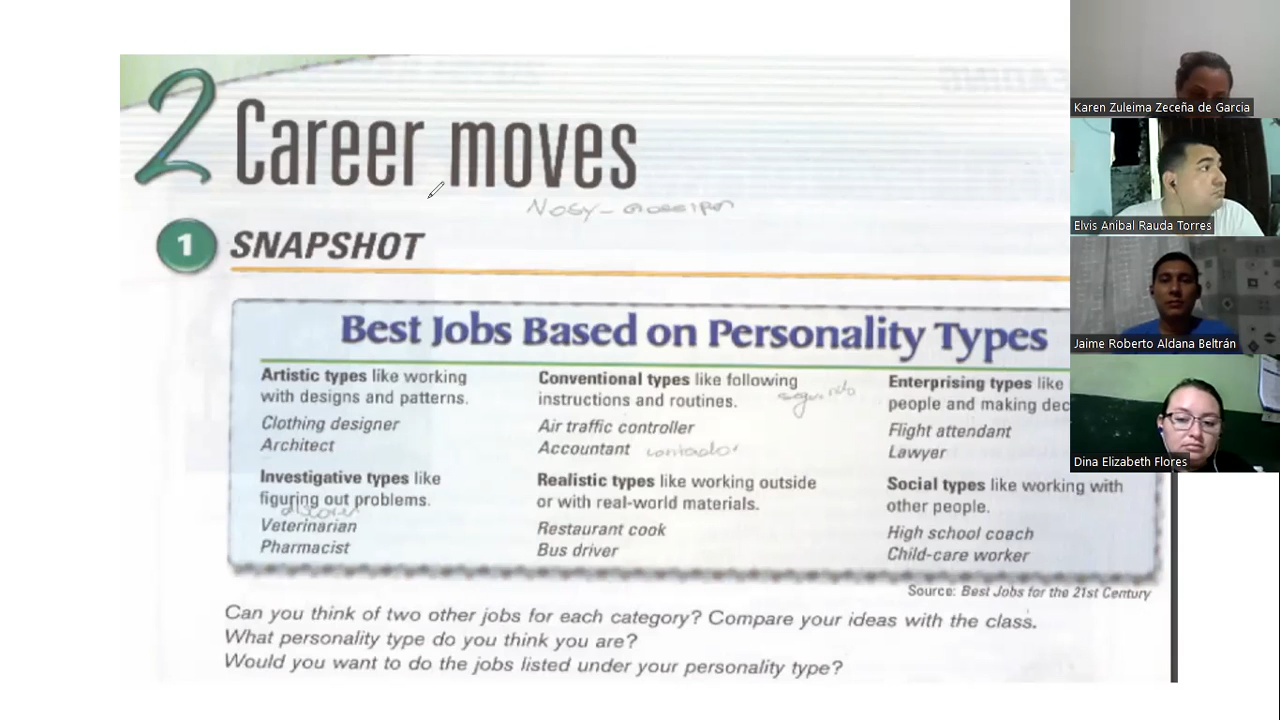 2 Career moves
Nosy -
1 SNAPSHOT
Best Jobs Based on Personality Types
Artistic types like working
with designs and patterns.
Clothing designer
Architect
Conventional types like following
instructions and routines.
Air traffic controller
Accountant contador
Enterprising types like
people and making dec
Flight attendant
Lawyer
Investigative types like
figuring out problems.
Veterinarian
Pharmacist
Realistic types like working outside
or with real-world materials.
Restaurant cook
Bus driver
Social types like working with
other people.
High school coach
Child-care worker
Source: Best Jobs for the 21st Century
Can you think of two other jobs for each category? Compare your ideas with the class.
What personality type do you think you are?
Would you want to do the jobs listed under your personality type?
Karen Zuleima Zeceña de Garcia
Elvis Anibal Rauda Torres
Jaime Roberto Aldana Beltrán
Dina Elizabeth Flores